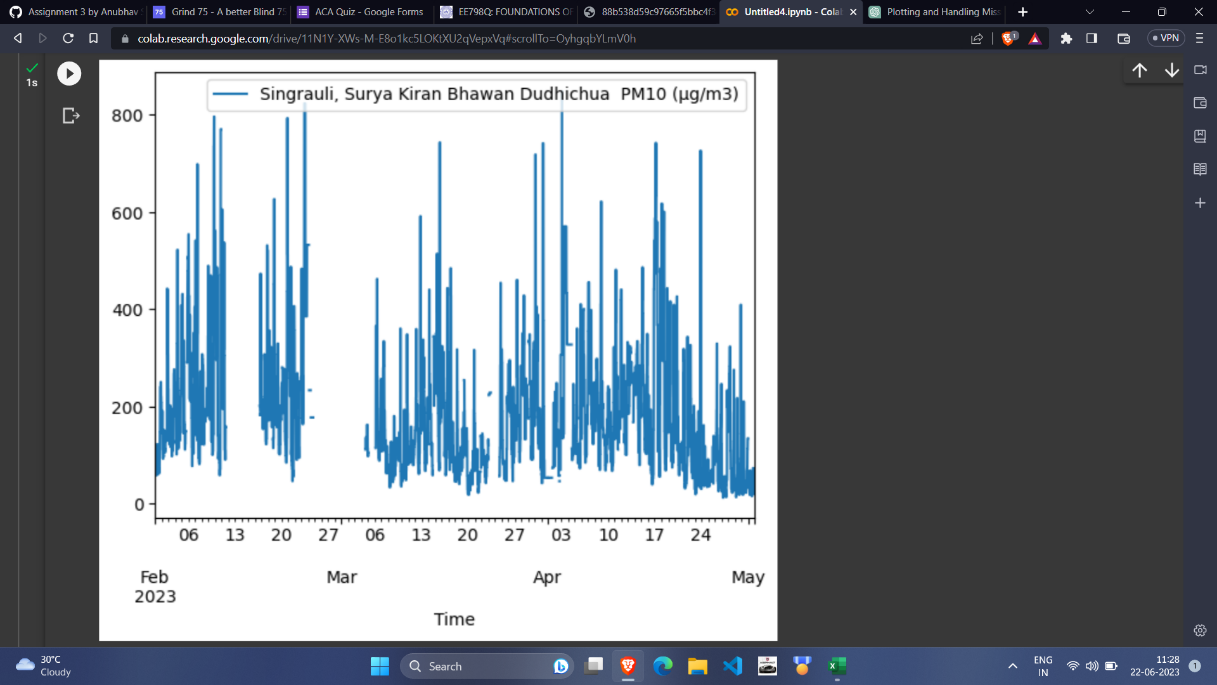 Assignment 3 by Anubhav
75 Grind 75 - A better Blind 75
ACA Quiz - Google Forms
EE798Q: FOUNDATIONS OF
88b538d59c97665f5bbc4f3
Untitled4.ipynb - Colab
Plotting and Handling Miss
colab.research.google.com/drive/11N1Y-XWs-M-E8o1kc5LOKtXU2qVepxVq#scrollTo=OyhgqbYLmV0h
1
VPN
1s
Singrauli, Surya Kiran Bhawan Dudhichua PM10 (µg/m3)
800
600
400
200
0
06 13 20 27 06 13 20 27 03 10 17 24
Feb Mar Apr May
2023
Time
30°C
Cloudy
Search
ENG
IN
11:28
22-06-2023
1